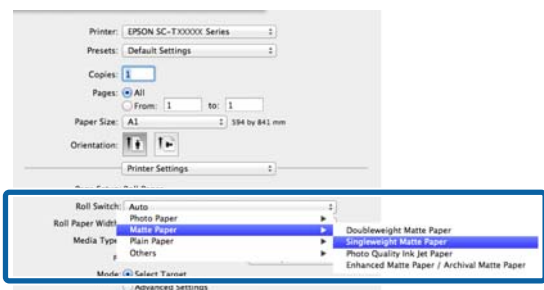 Printer: EPSON SC-TXXXXX Series
Presets: Default Settings
Copies: 1
Pages: All
From: 1 to: 1
Paper Size: A1 594 by 841 mm
Orientation:
Printer Settings
Roll Switch: Auto
Roll Paper Width
Photo Paper
Matte Paper
Doubleweight Matte Paper
Media Type
Plain Paper
Singleweight Matte Paper
Others
Photo Quality Ink Jet Paper
Enhanced Matte Paper / Archival Matte Paper
Mode: Select Target
Advanced Settings